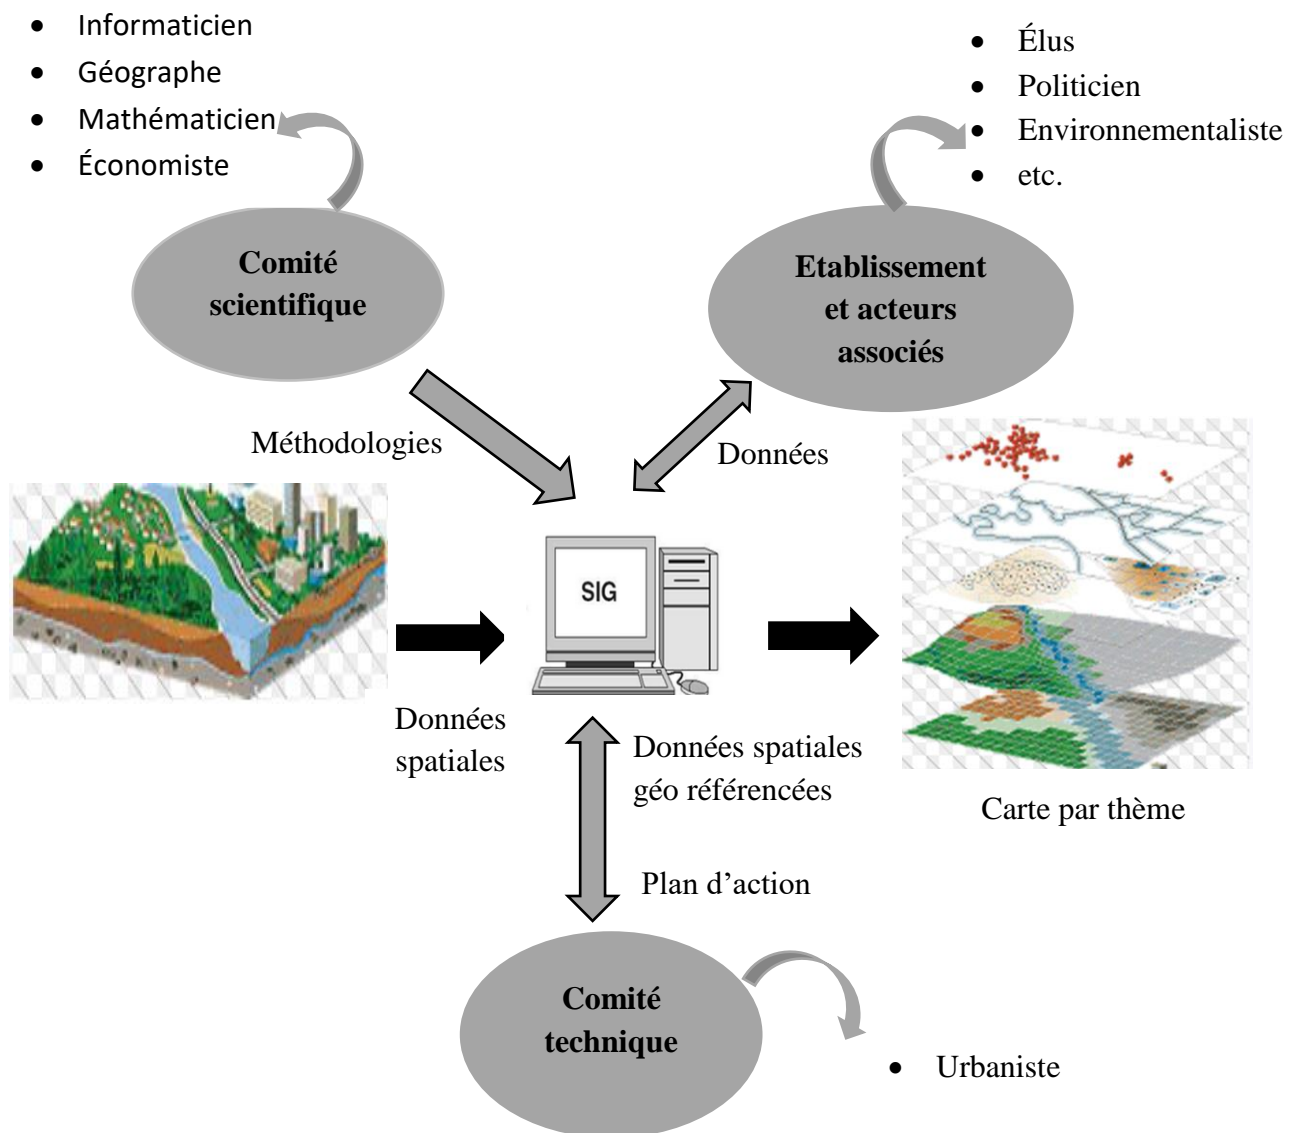 • Informaticien
• Géographe
• Mathématicien
• Économiste
• Élus
• Politicien
• Environnementaliste
• etc.
Comité
scientifique
Etablissement
et acteurs
associés
Méthodologies
Données
SIG
Données
spatiales
Données spatiales
géo référencées
Carte par thème
Plan d’action
Comité
technique
• Urbaniste